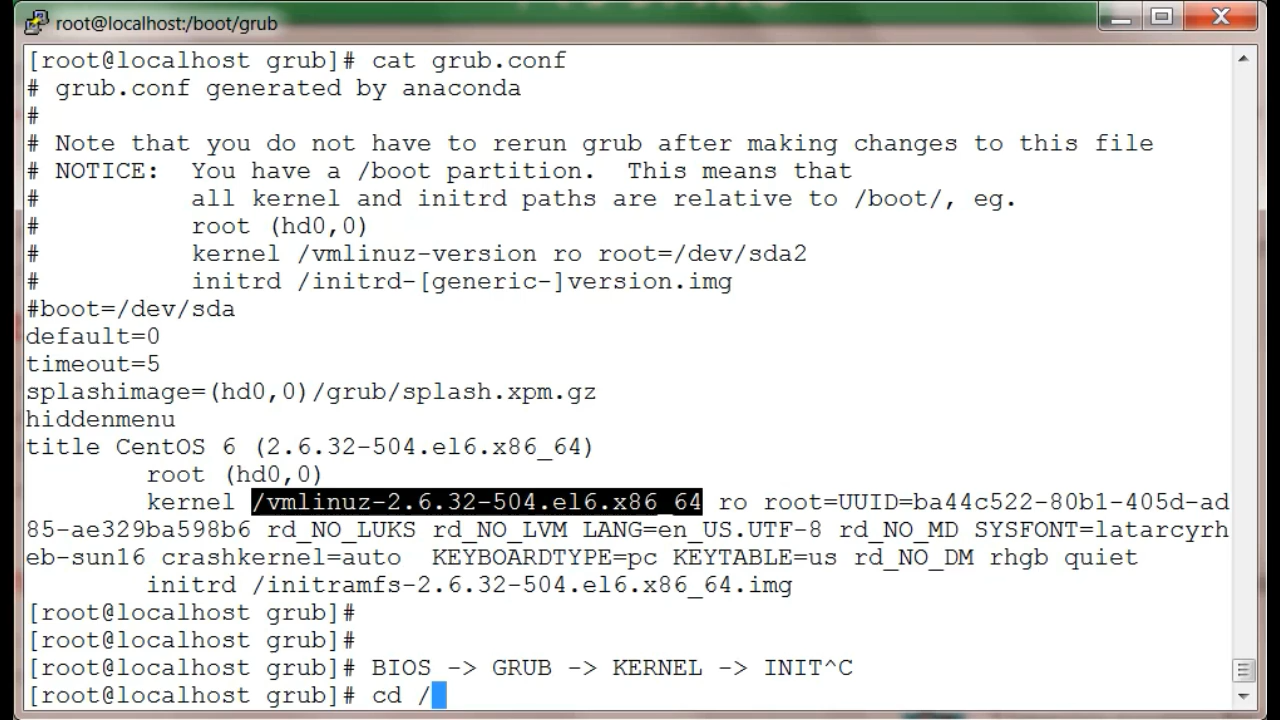 root@localhost:/boot/grub
[root@localhost grub]# cat grub.conf
# grub.conf generated by anaconda
#
# Note that you do not have to rerun grub after making changes to this file
# NOTICE:  You have a /boot partition.  This means that
#          all kernel and initrd paths are relative to /boot/, eg.
#          root (hd0,0)
#          kernel /vmlinuz-version ro root=/dev/sda2
#          initrd /initrd-[generic-]version.img
#boot=/dev/sda
default=0
timeout=5
splashimage=(hd0,0)/grub/splash.xpm.gz
hiddenmenu
title CentOS 6 (2.6.32-504.el6.x86_64)
        root (hd0,0)
        kernel /vmlinuz-2.6.32-504.el6.x86_64 ro root=UUID=ba44c522-80b1-405d-ad
85-ae329ba598b6 rd_NO_LUKS rd_NO_LVM LANG=en_US.UTF-8 rd_NO_MD SYSFONT=latarcyrh
eb-sun16 crashkernel=auto  KEYBOARDTYPE=pc KEYTABLE=us rd_NO_DM rhgb quiet
        initrd /initramfs-2.6.32-504.el6.x86_64.img
[root@localhost grub]#
[root@localhost grub]#
[root@localhost grub]# BIOS -> GRUB -> KERNEL -> INIT^C
[root@localhost grub]# cd /